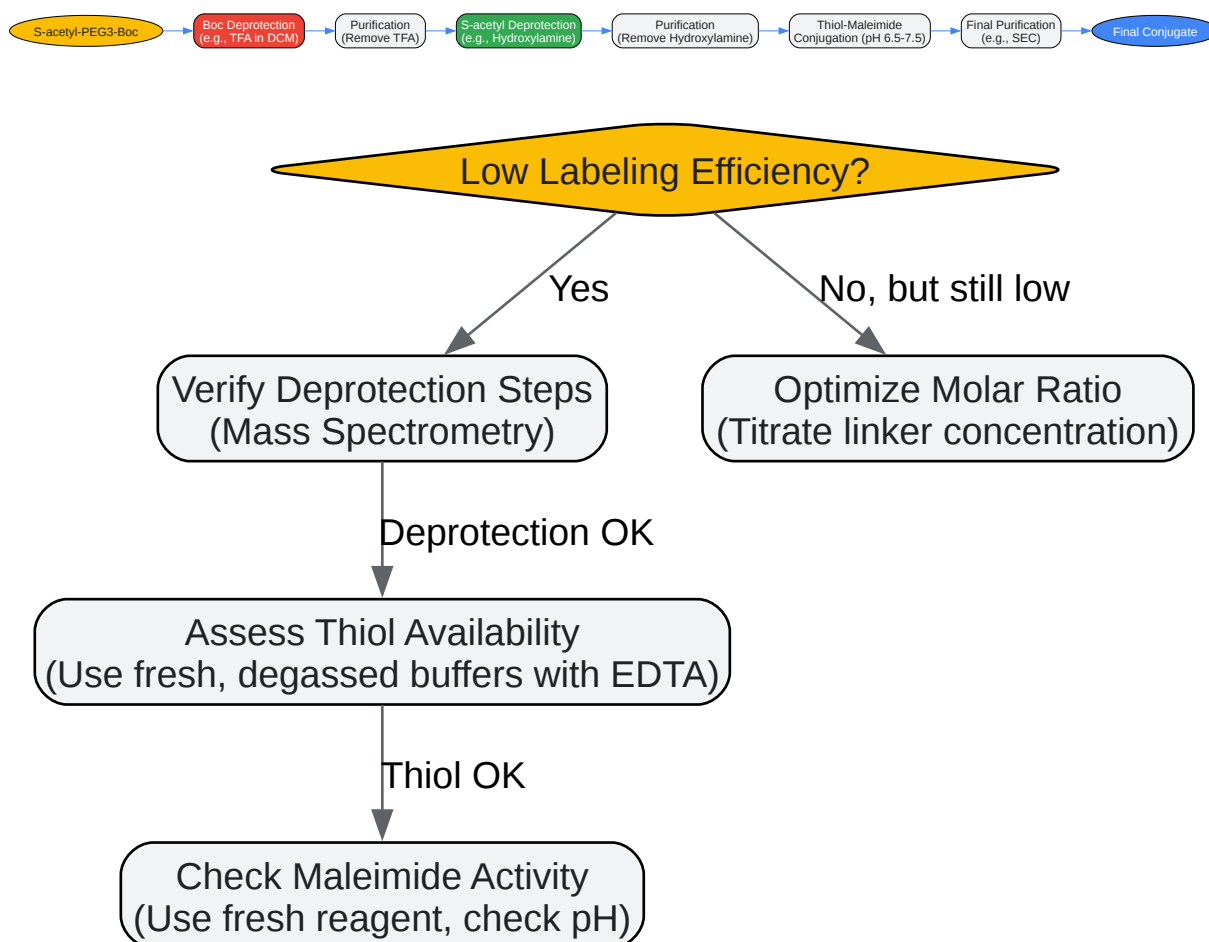 S-acetyl-PEG3-Boc
Boc Deprotection
(e.g., TFA in DCM)
Purification
(Remove TFA)
S-acetyl Deprotection
(e.g., Hydroxylamine)
Purification
(Remove Hydroxylamine)
Thiol-Maleimide
Conjugation (pH 6.5-7.5)
Final Purification
(e.g., SEC)
Final Conjugate
Low Labeling Efficiency?
Yes
No, but still low
Verify Deprotection Steps
(Mass Spectrometry)
Optimize Molar Ratio
(Titrate linker concentration)
Deprotection OK
Assess Thiol Availability
(Use fresh, degassed buffers with EDTA)
Thiol OK
Check Maleimide Activity
(Use fresh reagent, check pH)